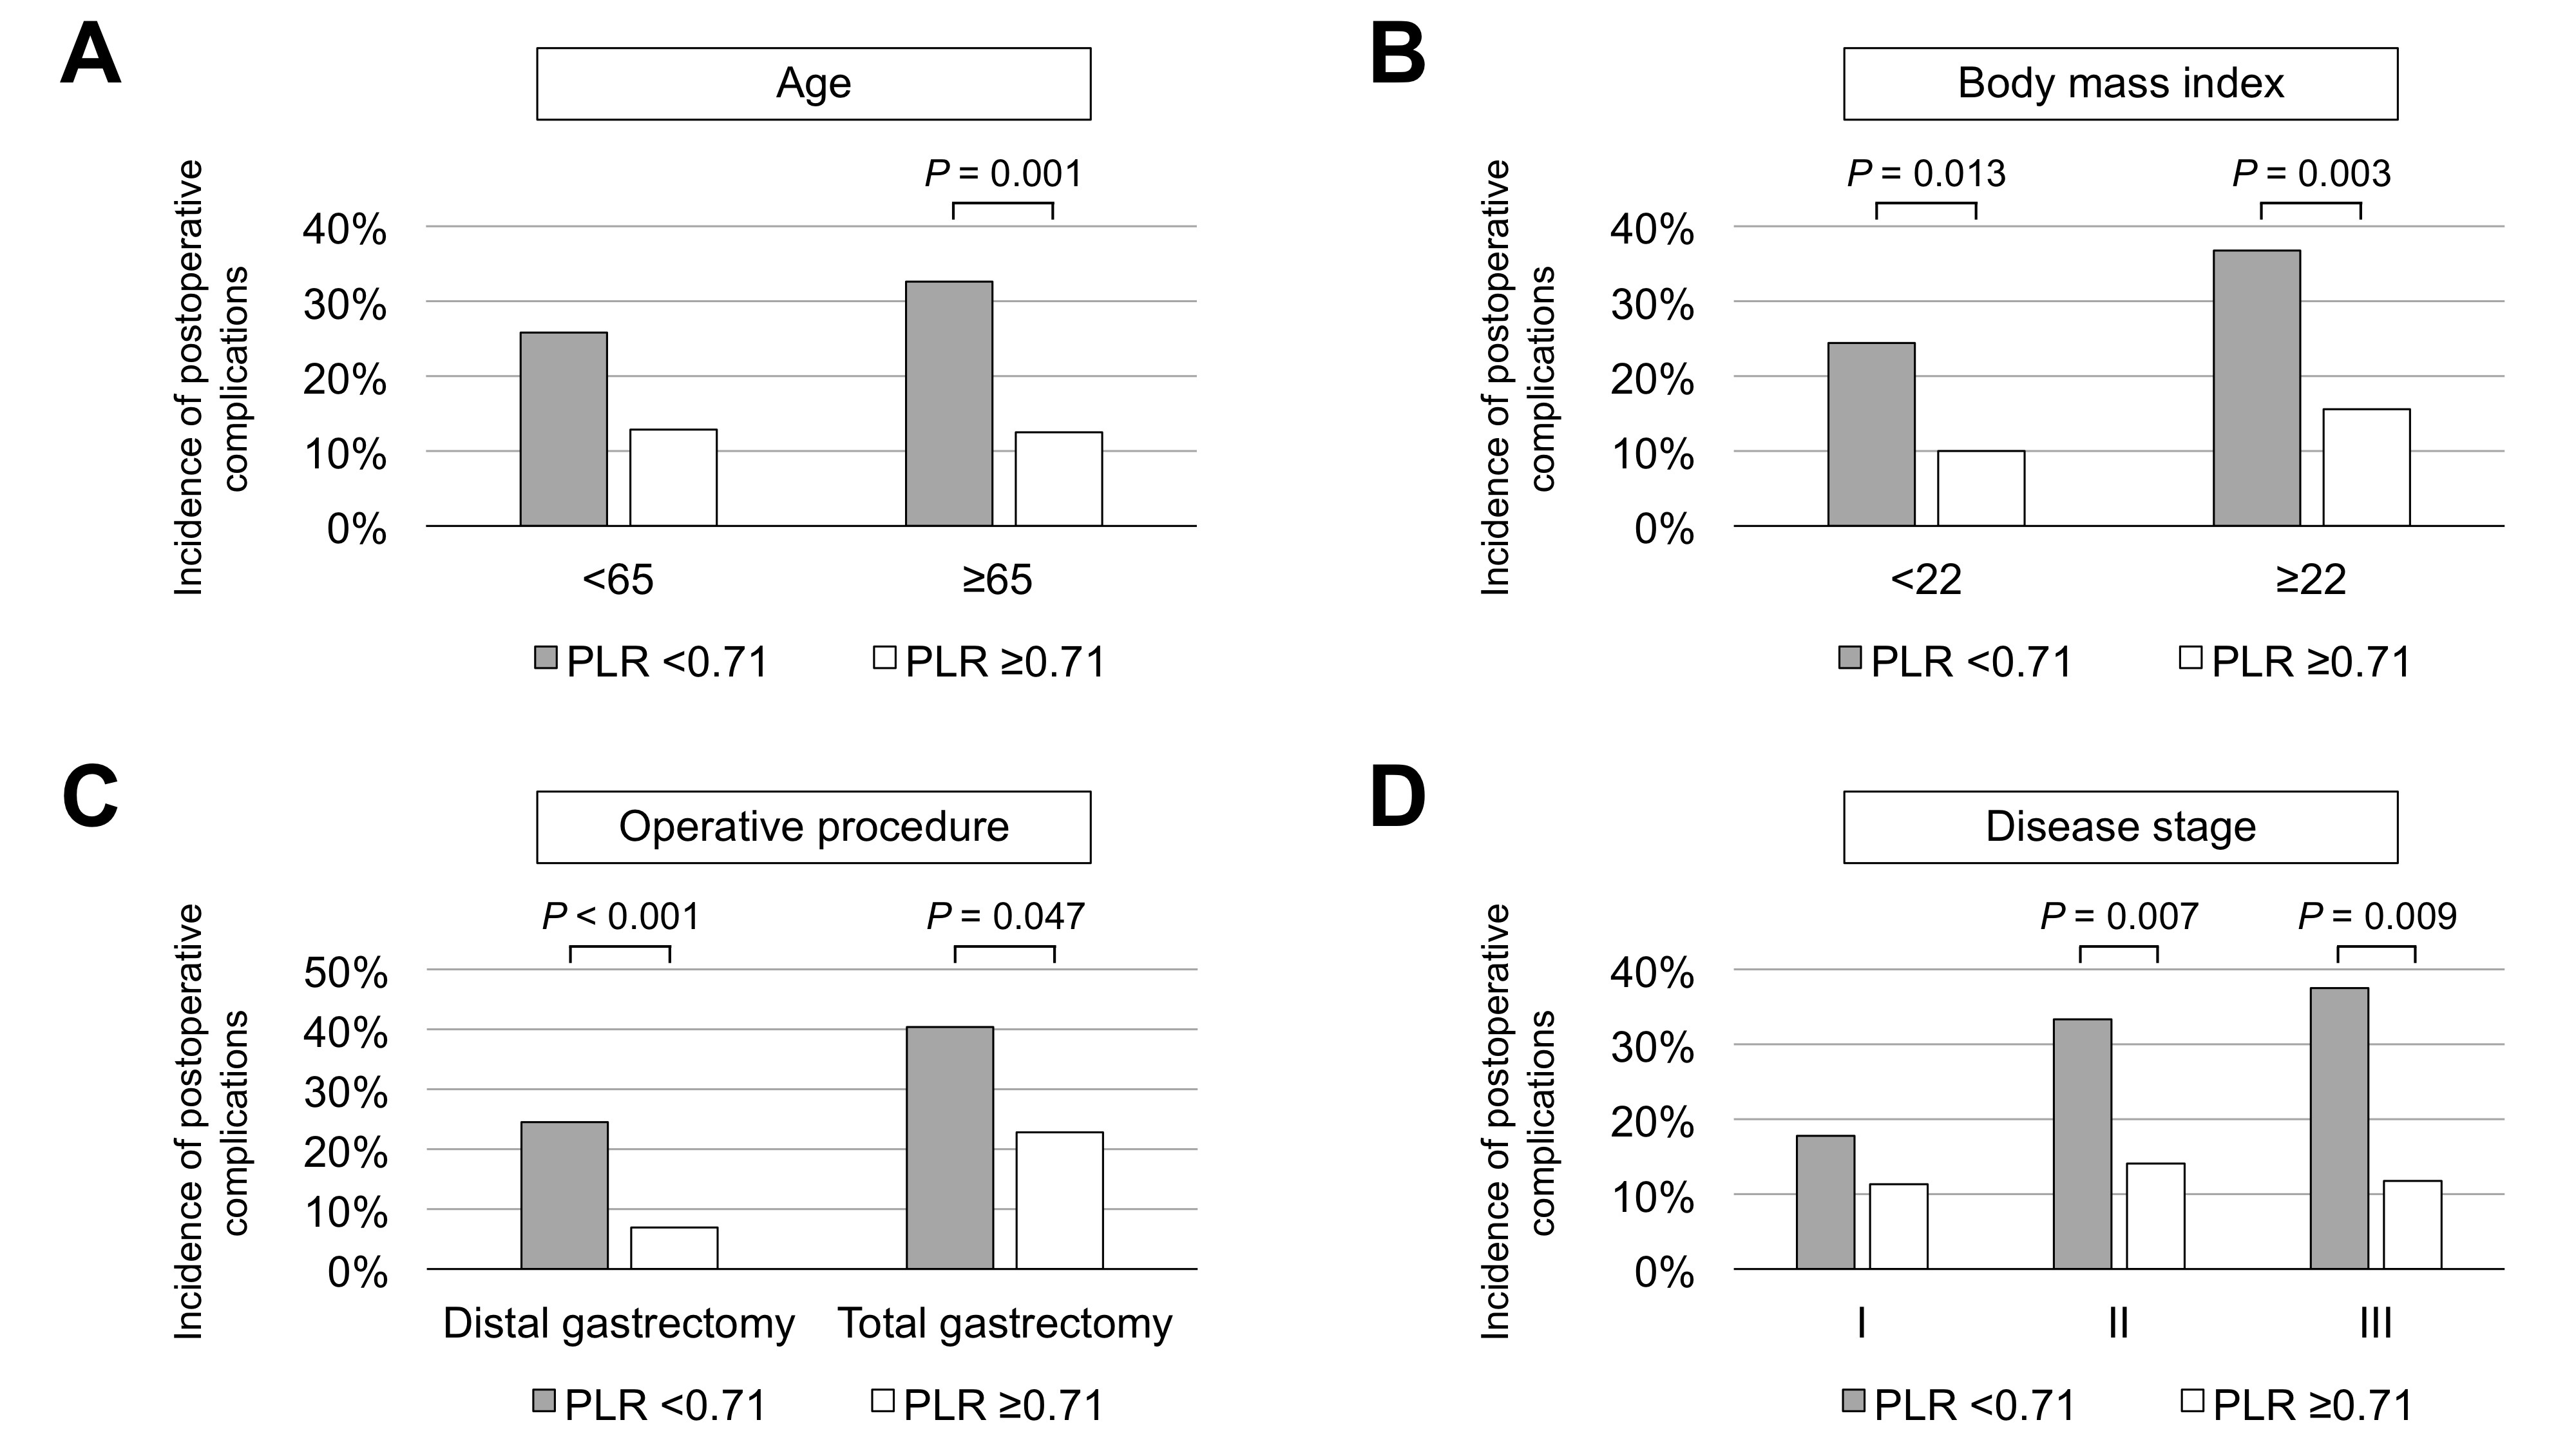 A
Age
P = 0.001
Incidence of postoperative
complications
40%
30%
20%
10%
0%
<65
≥65
PLR <0.71
PLR ≥0.71
B
Body mass index
P = 0.013
P = 0.003
Incidence of postoperative
complications
40%
30%
20%
10%
0%
<22
≥22
PLR <0.71
PLR ≥0.71
C
Operative procedure
P < 0.001
P = 0.047
Incidence of postoperative
complications
50%
40%
30%
20%
10%
0%
Distal gastrectomy
Total gastrectomy
PLR <0.71
PLR ≥0.71
D
Disease stage
P = 0.007
P = 0.009
Incidence of postoperative
complications
40%
30%
20%
10%
0%
I
II
III
PLR <0.71
PLR ≥0.71